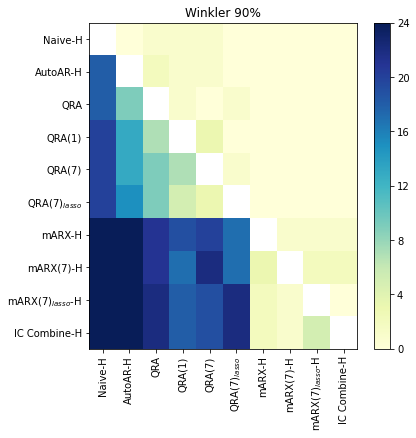 Winkler 90%
Naive-H
AutoAR-H
QRA
QRA(1)
QRA(7)
QRA(7)lasso
mARX-H
mARX(7)-H
mARX(7)lasso-H
IC Combine-H
Naive-H
AutoAR-H
QRA
QRA(1)
QRA(7)
QRA(7)lasso
mARX-H
mARX(7)-H
mARX(7)lasso-H
IC Combine-H
24
20
16
12
8
4
0